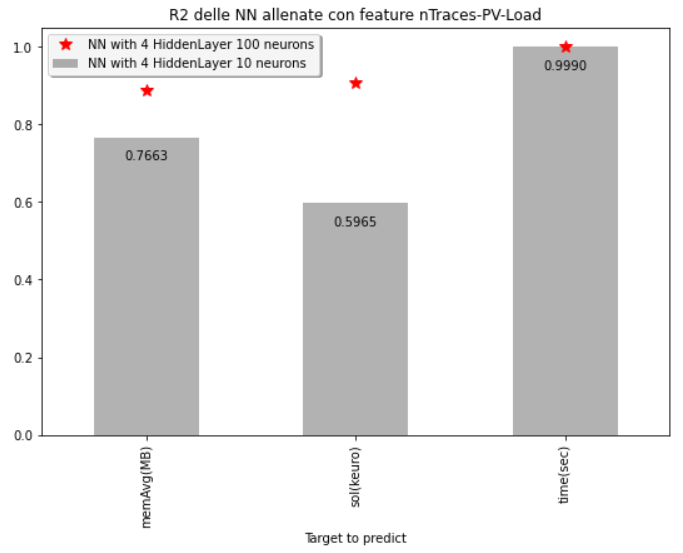 R2 delle NN allenate con feature nTraces-PV-Load
NN with 4 HiddenLayer 100 neurons
NN with 4 HiddenLayer 10 neurons
1.0
0.8
0.6
0.4
0.2
0.0
0.7663
0.5965
0.9990
memAvg(MB)
sol(keuro)
time(sec)
Target to predict